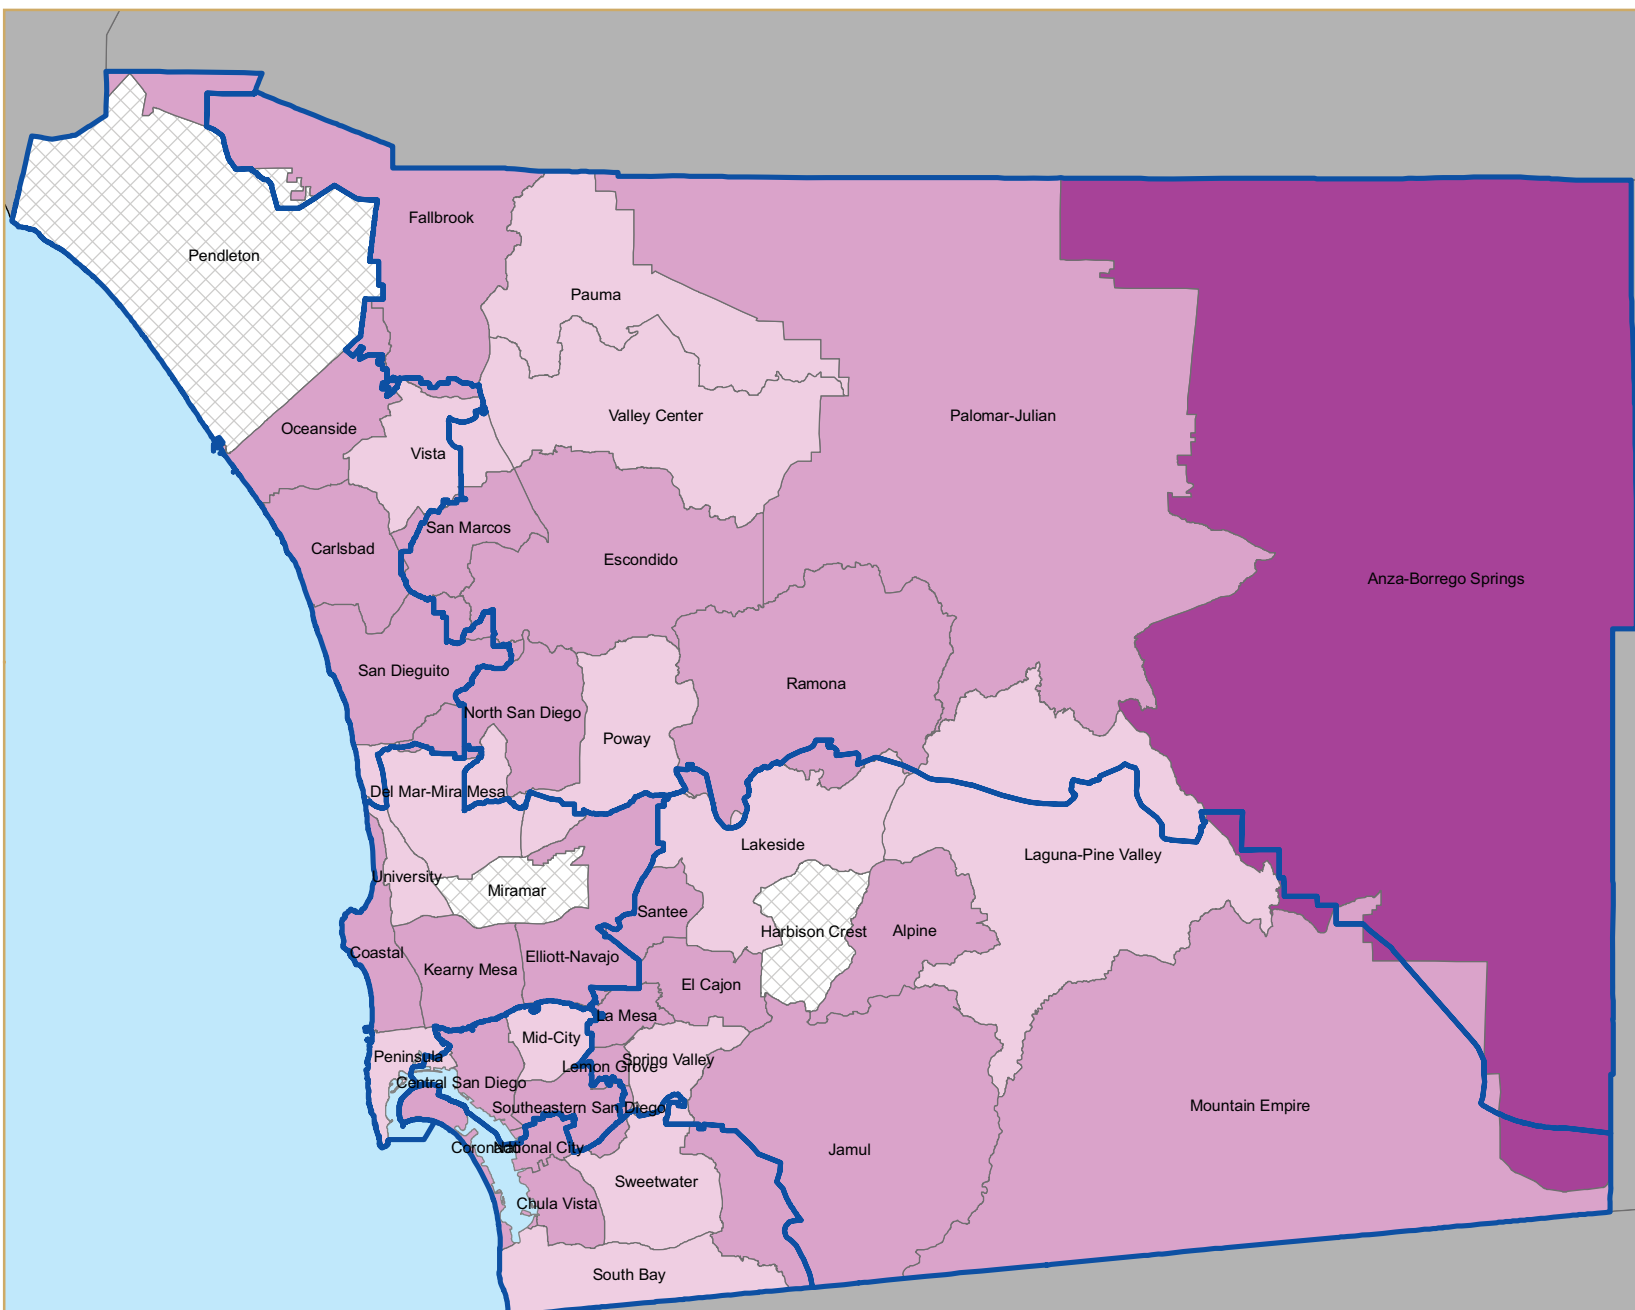 Fallbrook
Pendleton
Pauma
Valley Center
Palomar-Julian
Oceanside
Vista
San Marcos
Carlsbad
Escondido
Anza-Borrego Springs
San Dieguito
Ramona
North San Diego
Poway
Del Mar-Mira Mesa
Lakeside
Laguna-Pine Valley
University
Miramar
Santee
Harbison Crest
Alpine
Coastal
Elliott-Navajo
Kearny Mesa
El Cajon
La Mesa
Mid-City
Peninsula
Spring Valley
Lemon Grove
Central San Diego
Southeastern San Diego
Mountain Empire
Coronado
National City
Jamul
Sweetwater
Chula Vista
South Bay